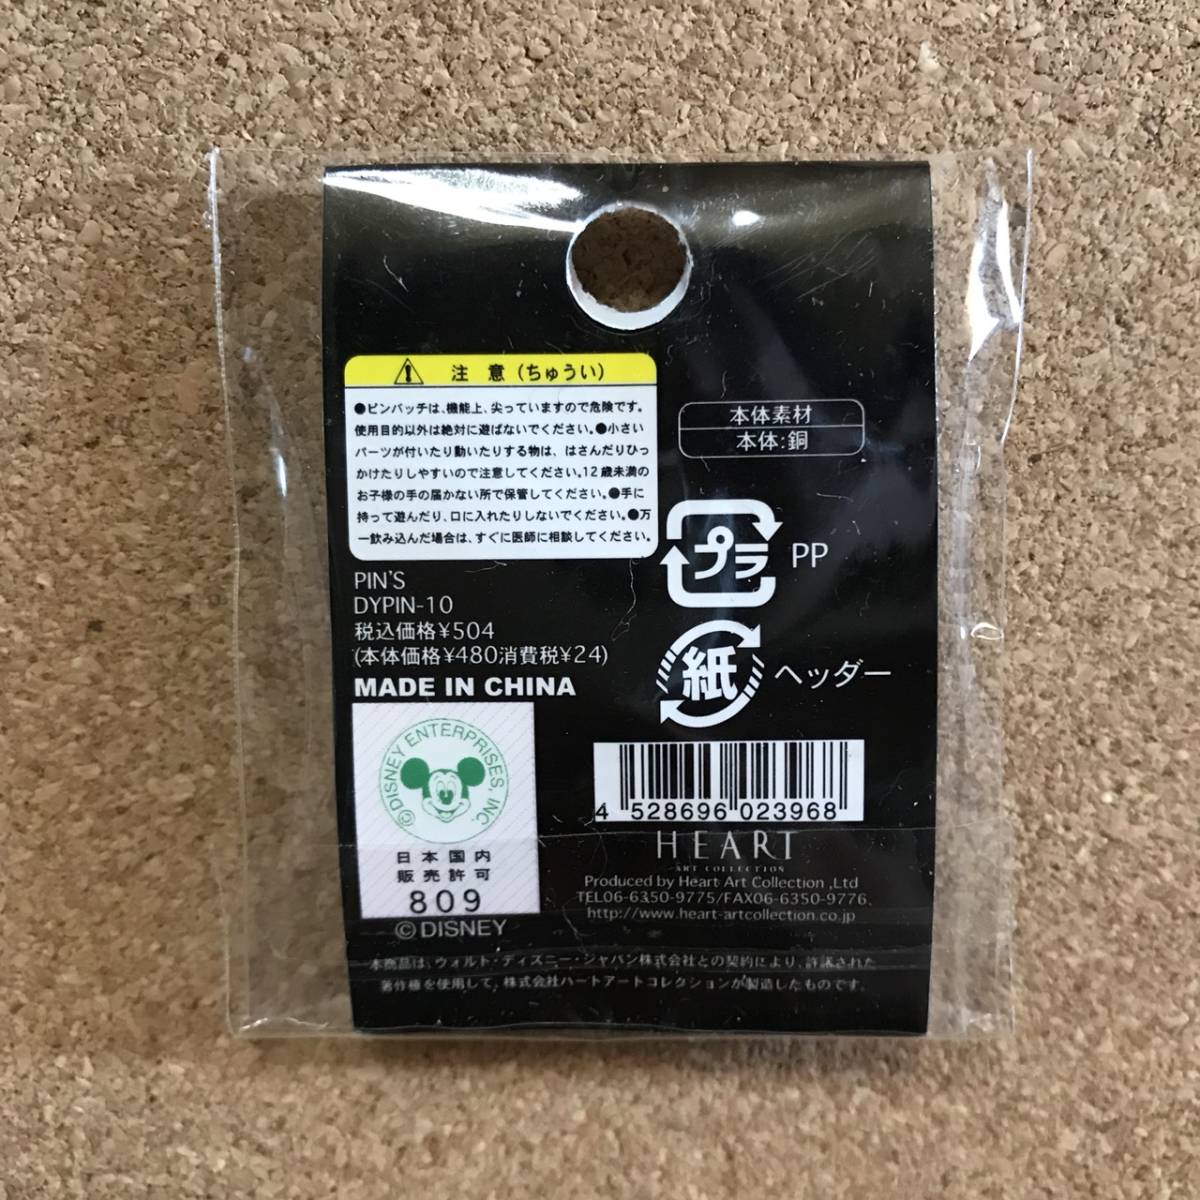 注 意 (ちゅうい)
●ピンバッチは、機能上、尖っていますので危険です。
使用目的以外は絶対に遊ばないでください。●小さい
パーツが付いたり動いたりする物は、はさんだりひっ
かけたりしやすいので注意してください。12歳未満の
お子様の手の届かない所で保管してください。●手に
持って遊んだり、口に入れたりしないでください。●万
一飲み込んだ場合は、すぐに医師に相談してください。
本体素材
本体:銅
プラ PP
紙 ヘッダー
PIN'S
DYPIN-10
税込価格¥504
(本体価格¥480消費税¥24)
MADE IN CHINA
©DISNEY ENTERPRISES, INC.
日本国内
販売許可
809
©DISNEY
4 528696 023968
HEART
ART COLLECTION
Produced by Heart Art Collection ,Ltd
TEL06-6350-9775/FAX06-6350-9776
http://www.heart-artcollection.co.jp
本商品は、ウォルト・ディズニー・ジャパン株式会社との契約により、許諾された
著作権を使用して、株式会社ハートアートコレクションが製造したものです。